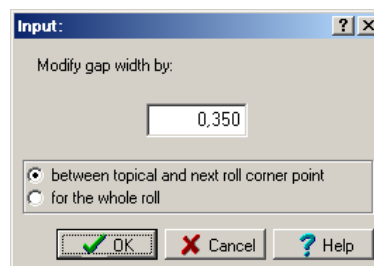 Input:
Modify gap width by:
0,350
between topical and next roll corner point
for the whole roll
OK Cancel Help